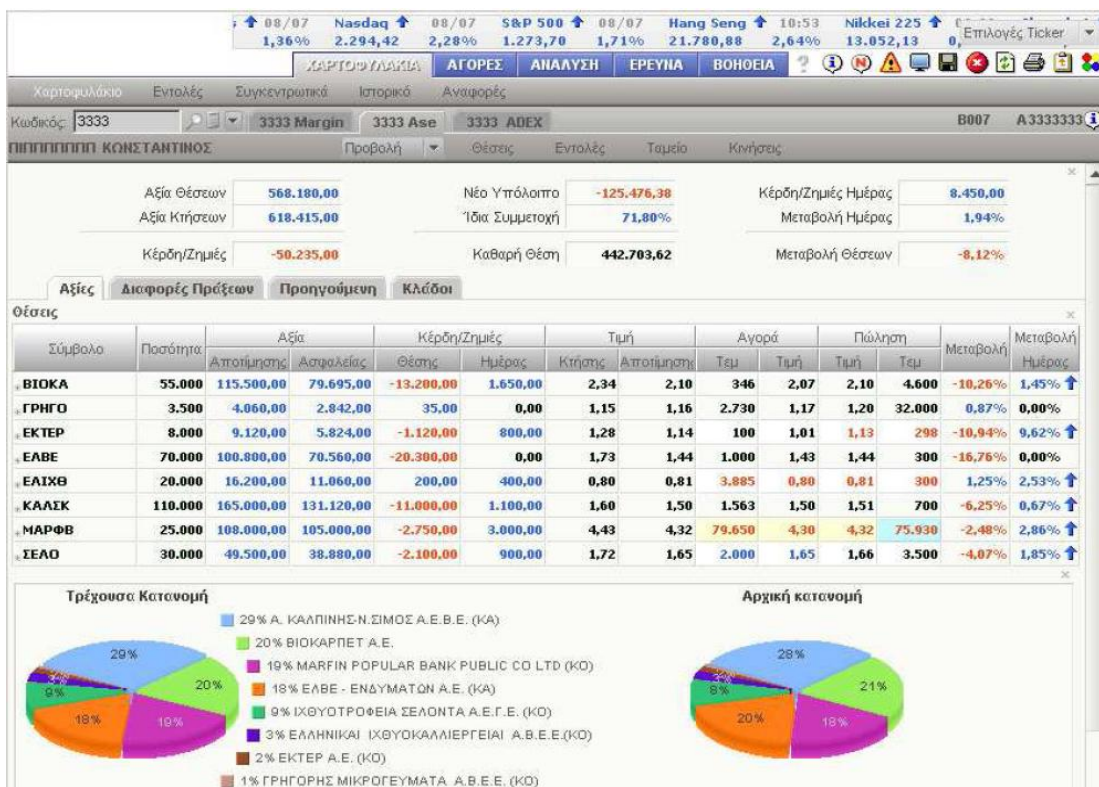 08/07 Nasdaq 08/07 S&P 500 08/07 Hang Seng 10:53 Nikkei 225
1,36% 2.294,42 2,28% 1.273,70 1,71% 21.780,88 2,64% 13.052,13 Επιλογές Ticker
ΧΑΡΤΟΦΥΛΑΚΙΑ ΑΓΟΡΕΣ ΑΝΑΛΥΣΗ ΕΡΕΥΝΑ ΒΟΗΘΕΙΑ ?
Χαρτοφυλάκιο Εντολές Συγκεντρωτικά Ιστορικό Αναφορές
Κωδικός: 3333 3333 Margin 3333 Ase 3333 ADEX B007 A3333333
ΠΙΠΠΠΠΠΠΠ ΚΩΝΣΤΑΝΤΙΝΟΣ Προβολή Θέσεις Εντολές Ταμείο Κινήσεις
Αξία Θέσεων 568.180,00 Νέο Υπόλοιπο -125.476,38 Κέρδη/Ζημιές Ημέρας 8.450,00
Αξία Κτήσεων 618.415,00 Ίδια Συμμετοχή 71,80% Μεταβολή Ημέρας 1,94%
Κέρδη/Ζημιές -50.235,00 Καθαρή Θέση 442.703,62 Μεταβολή Θέσεων -8,12%
Αξίες Διαφορές Πράξεων Προηγούμενη Κλάδοι
Θέσεις
Σύμβολο Ποσότητα Αξία Κέρδη/Ζημιές Τιμή Αγορά Πώληση Μεταβολή Μεταβολή
Αποτίμησης Ασφαλείας Θέσης Ημέρας Κτήσης Αποτίμησης Τεμ Τιμή Τιμή Τεμ Ημέρας
ΒΙΟΚΑ 55.000 115.500,00 79.695,00 -13.200,00 1.650,00 2,34 2,10 346 2,07 2,10 4.600 -10,26% 1,45%
ΓΡΗΓΟ 3.500 4.060,00 2.842,00 35,00 0,00 1,15 1,16 2.730 1,17 1,20 32.000 0,87% 0,00%
ΕΚΤΕΡ 8.000 9.120,00 5.824,00 -1.120,00 800,00 1,28 1,14 100 1,01 1,13 298 -10,94% 9,62%
ΕΛΒΕ 70.000 100.800,00 70.560,00 -20.300,00 0,00 1,73 1,44 1.000 1,43 1,44 300 -16,76% 0,00%
ΕΛΙΧΘ 20.000 16.200,00 11.060,00 200,00 400,00 0,80 0,81 3.885 0,80 0,81 300 1,25% 2,53%
ΚΑΛΣΚ 110.000 165.000,00 131.120,00 -11.000,00 1.100,00 1,60 1,50 1.563 1,50 1,51 700 -6,25% 0,67%
ΜΑΡΦΒ 25.000 108.000,00 105.000,00 -2.750,00 3.000,00 4,43 4,32 79.650 4,30 4,32 75.930 -2,48% 2,86%
ΣΕΛΟ 30.000 49.500,00 38.880,00 -2.100,00 900,00 1,72 1,65 2.000 1,65 1,66 3.500 -4,07% 1,85%
Τρέχουσα Κατανομή Αρχική κατανομή
29% Α. ΚΑΛΠΙΝΗΣ-Ν.ΣΙΜΟΣ Α.Ε.Β.Ε. (ΚΑ)
20% ΒΙΟΚΑΡΠΕΤ Α.Ε.
19% MARFIN POPULAR BANK PUBLIC CO LTD (ΚΟ)
18% ΕΛΒΕ - ΕΝΔΥΜΑΤΩΝ Α.Ε. (ΚΑ)
9% ΙΧΘΥΟΤΡΟΦΕΙΑ ΣΕΛΟΝΤΑ Α.Ε.Γ.Ε. (ΚΟ)
3% ΕΛΛΗΝΙΚΑΙ ΙΧΘΥΟΚΑΛΛΙΕΡΓΕΙΑΙ Α.Β.Ε.Ε.(ΚΟ)
2% ΕΚΤΕΡ Α.Ε. (ΚΟ)
1% ΓΡΗΓΟΡΗΣ ΜΙΚΡΟΓΕΥΜΑΤΑ Α.Β.Ε.Ε. (ΚΟ)
29% 20% 19% 18% 9% 3%
28% 21% 18% 20% 8%